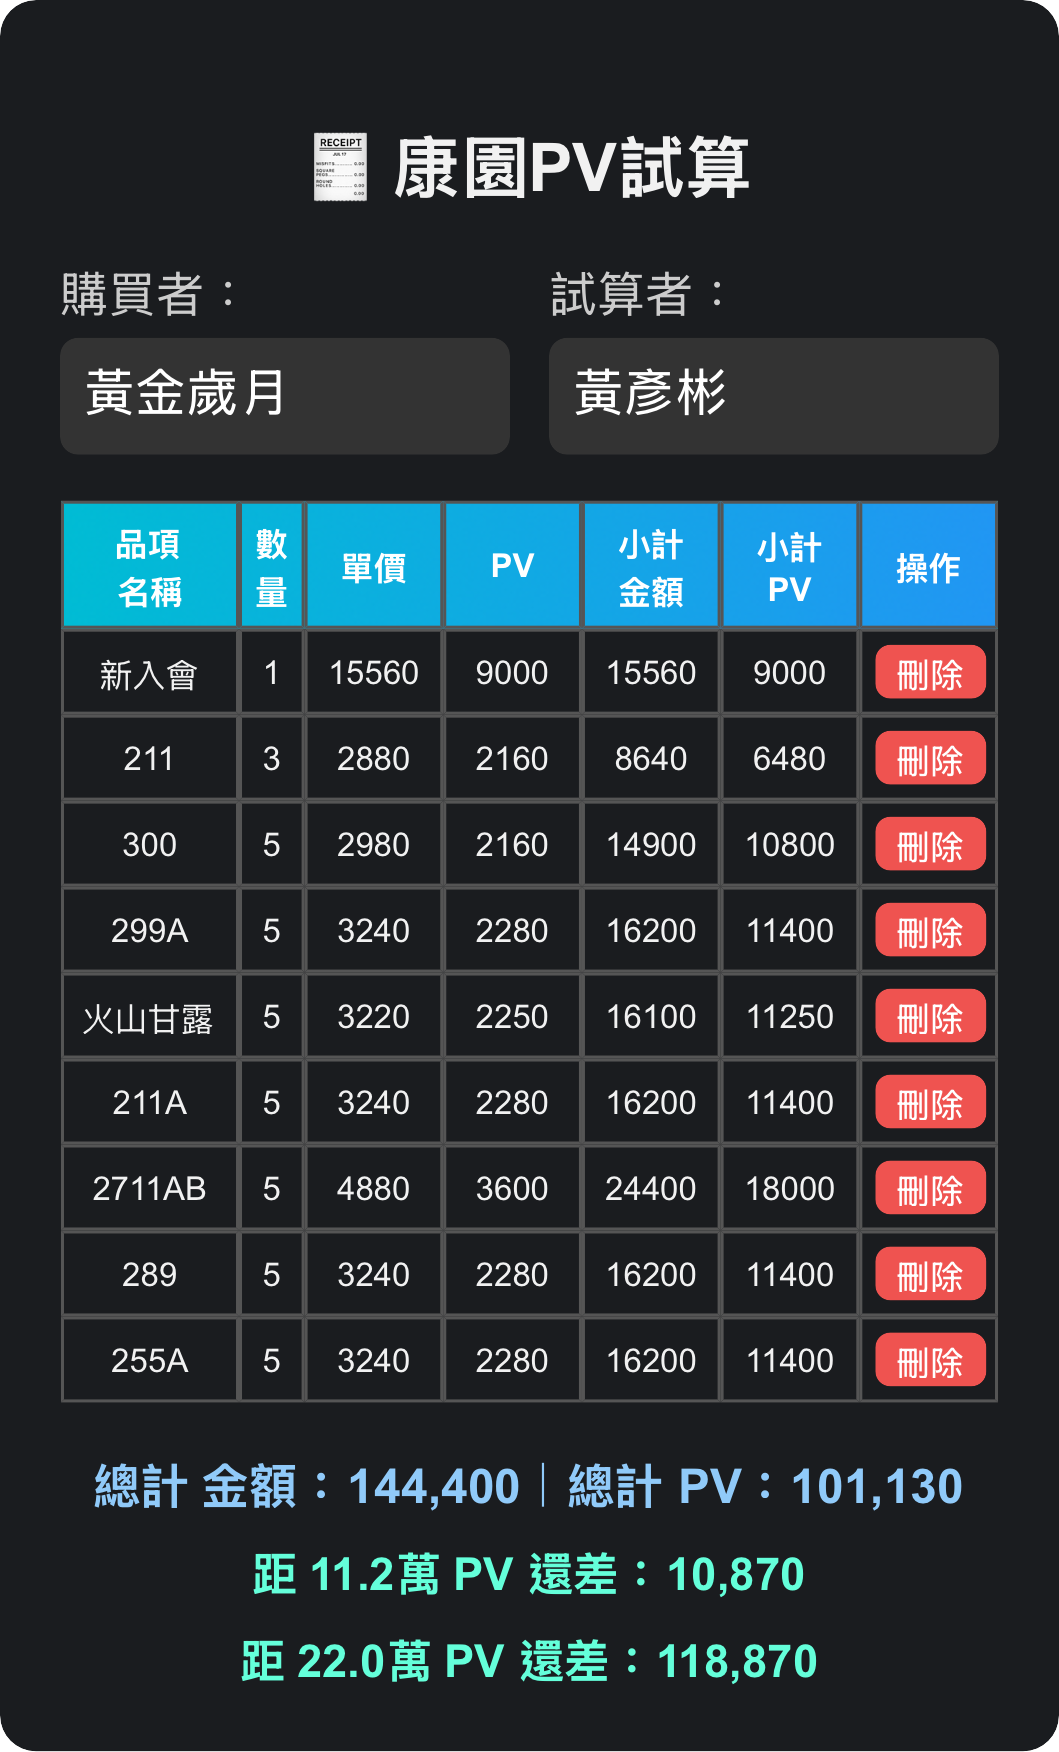 RECEIPT
康園PV試算
購買者：
試算者：
黃金歲月
黃彥彬
品項名稱 數量 單價 PV 小計金額 小計PV 操作
新入會 1 15560 9000 15560 9000 刪除
211 3 2880 2160 8640 6480 刪除
300 5 2980 2160 14900 10800 刪除
299A 5 3240 2280 16200 11400 刪除
火山甘露 5 3220 2250 16100 11250 刪除
211A 5 3240 2280 16200 11400 刪除
2711AB 5 4880 3600 24400 18000 刪除
289 5 3240 2280 16200 11400 刪除
255A 5 3240 2280 16200 11400 刪除
總計 金額：144,400｜總計 PV：101,130
距 11.2萬 PV 還差：10,870
距 22.0萬 PV 還差：118,870